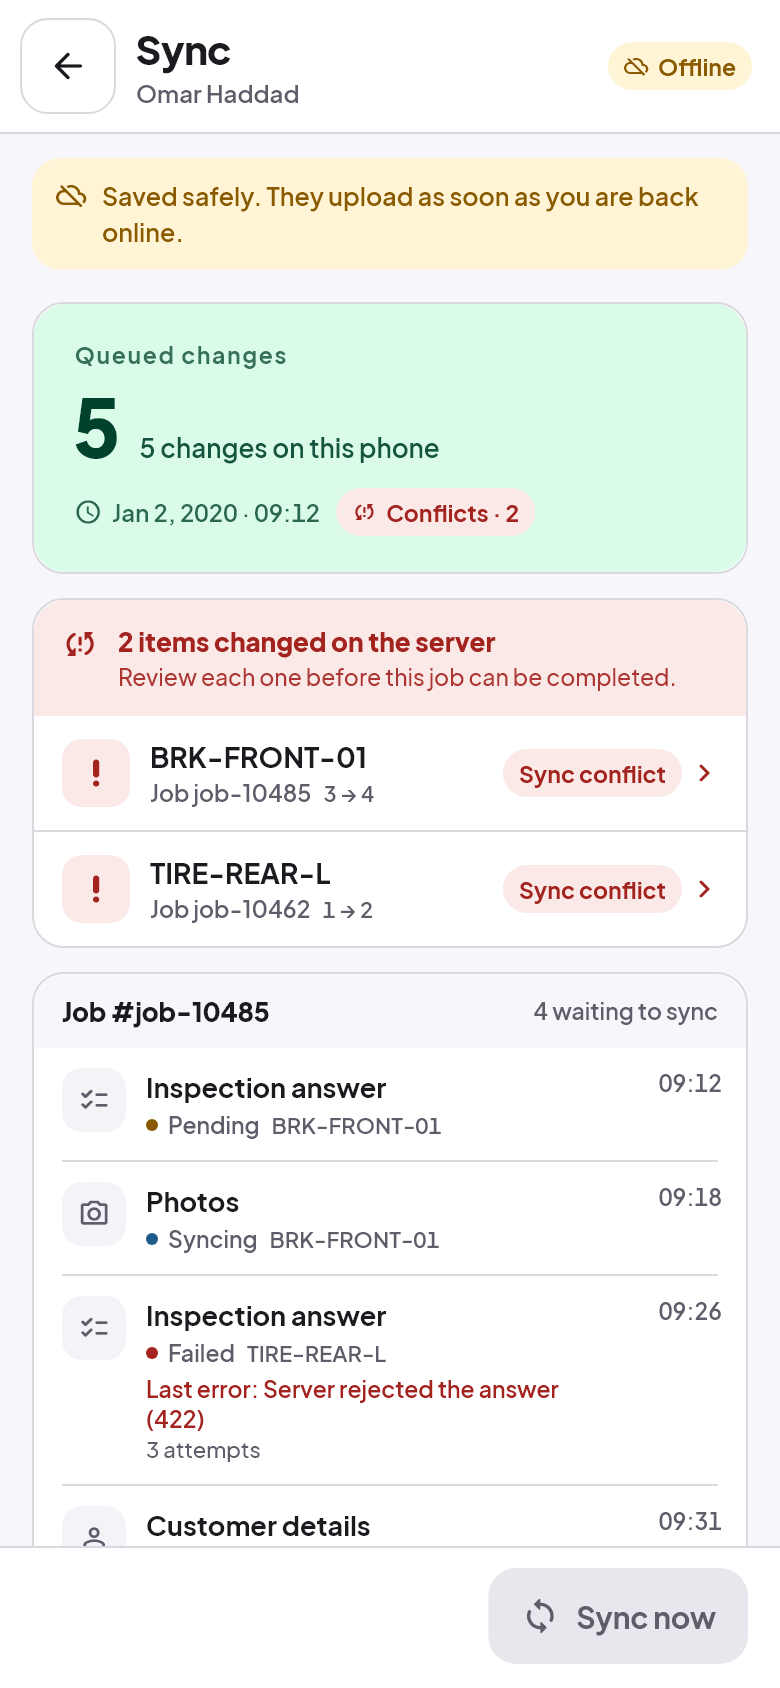 Sync
Omar Haddad
Offline
Saved safely. They upload as soon as you are back
online.
Queued changes
5 5 changes on this phone
Jan 2, 2020 · 09:12 Conflicts · 2
2 items changed on the server
Review each one before this job can be completed.
BRK-FRONT-01
Job job-10485 3 → 4
Sync conflict
TIRE-REAR-L
Job job-10462 1 → 2
Sync conflict
Job #job-10485 4 waiting to sync
Inspection answer 09:12
Pending BRK-FRONT-01
Photos 09:18
Syncing BRK-FRONT-01
Inspection answer 09:26
Failed TIRE-REAR-L
Last error: Server rejected the answer
(422)
3 attempts
Customer details 09:31
Sync now